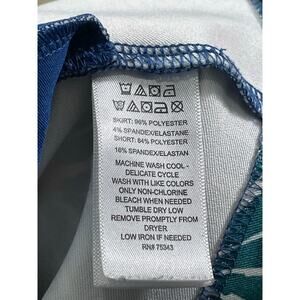 SKIRT: 96% POLYESTER
4% SPANDEX/ELASTANE
SHORT: 84% POLYESTER
16% SPANDEX/ELASTAN
MACHINE WASH COOL -
DELICATE CYCLE
WASH WITH LIKE COLORS
ONLY NON-CHLORINE
BLEACH WHEN NEEDED
TUMBLE DRY LOW
REMOVE PROMPTLY FROM
DRYER
LOW IRON IF NEEDED
RN# 75343